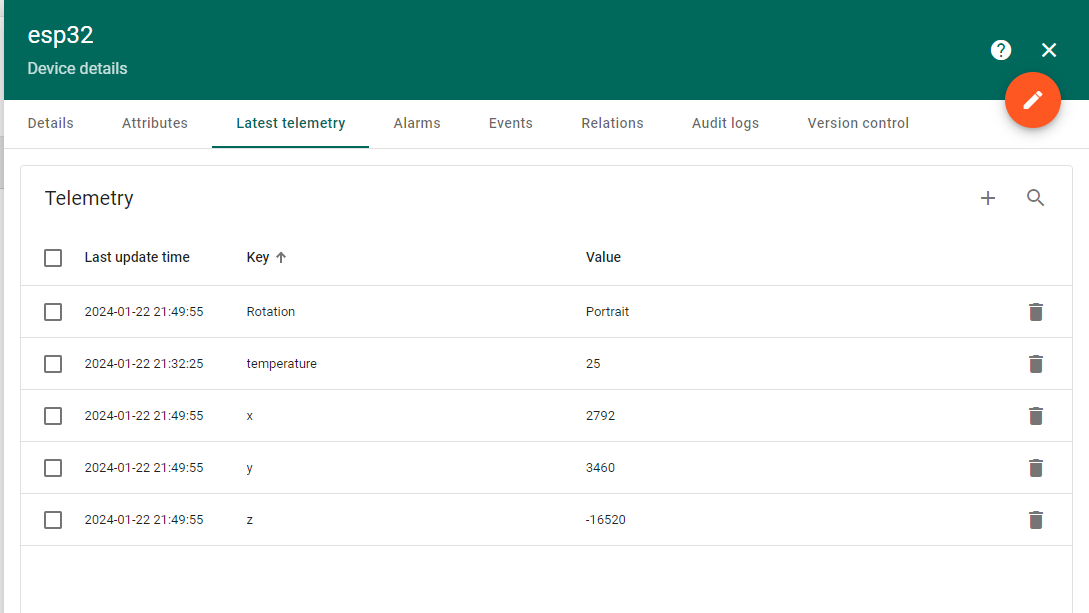 esp32
Device details
Details Attributes Latest telemetry Alarms Events Relations Audit logs Version control
Telemetry
Last update time Key Value
2024-01-22 21:49:55 Rotation Portrait
2024-01-22 21:32:25 temperature 25
2024-01-22 21:49:55 x 2792
2024-01-22 21:49:55 y 3460
2024-01-22 21:49:55 z -16520